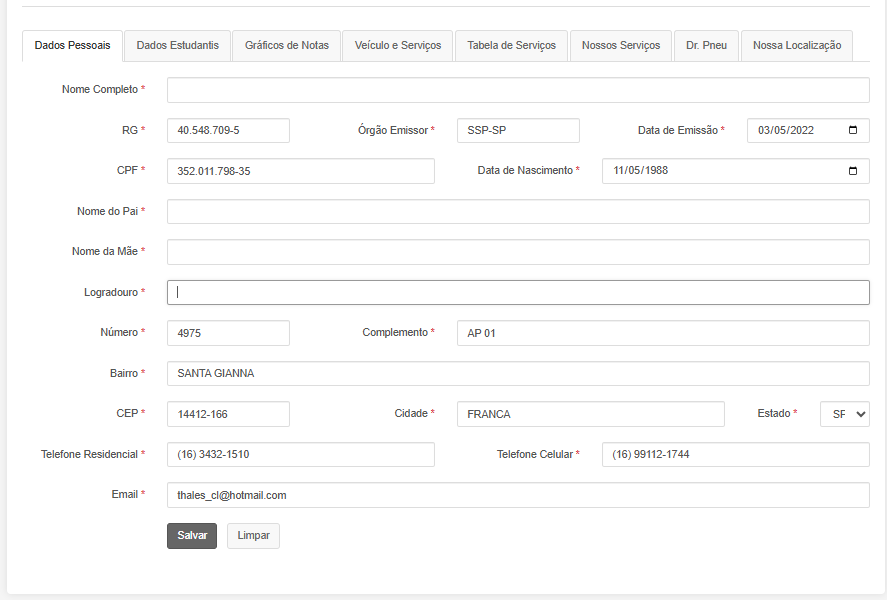 Dados Pessoais Dados Estudantis Gráficos de Notas Veículo e Serviços Tabela de Serviços Nossos Serviços Dr. Pneu Nossa Localização
Nome Completo *
RG * 40.548.709-5 Órgão Emissor * SSP-SP Data de Emissão * 03/05/2022
CPF * 352.011.798-35 Data de Nascimento * 11/05/1988
Nome do Pai *
Nome da Mãe *
Logradouro *
Número * 4975 Complemento * AP 01
Bairro * SANTA GIANNA
CEP * 14412-166 Cidade * FRANCA Estado * SP
Telefone Residencial * (16) 3432-1510 Telefone Celular * (16) 99112-1744
Email * thales_cl@hotmail.com
Salvar Limpar